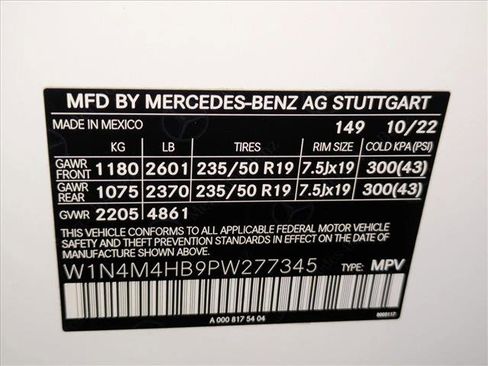 MFD BY MERCEDES-BENZ AG STUTTGART
MADE IN MEXICO 149 10/22
KG LB TIRES RIM SIZE COLD KPA(PSI)
GAWR FRONT 1180 2601 235/50 R19 7.5Jx19 300(43)
GAWR REAR 1075 2370 235/50 R19 7.5Jx19 300(43)
GVWR 2205 4861
THIS VEHICLE CONFORMS TO ALL APPLICABLE FEDERAL MOTOR VEHICLE
SAFETY, BUMPER, AND THEFT PREVENTION STANDARDS IN EFFECT ON THE DATE
OF MANUFACTURE SHOWN ABOVE.
W1N4M4HB9PW277345 TYPE: MPV
A 000 817 54 04